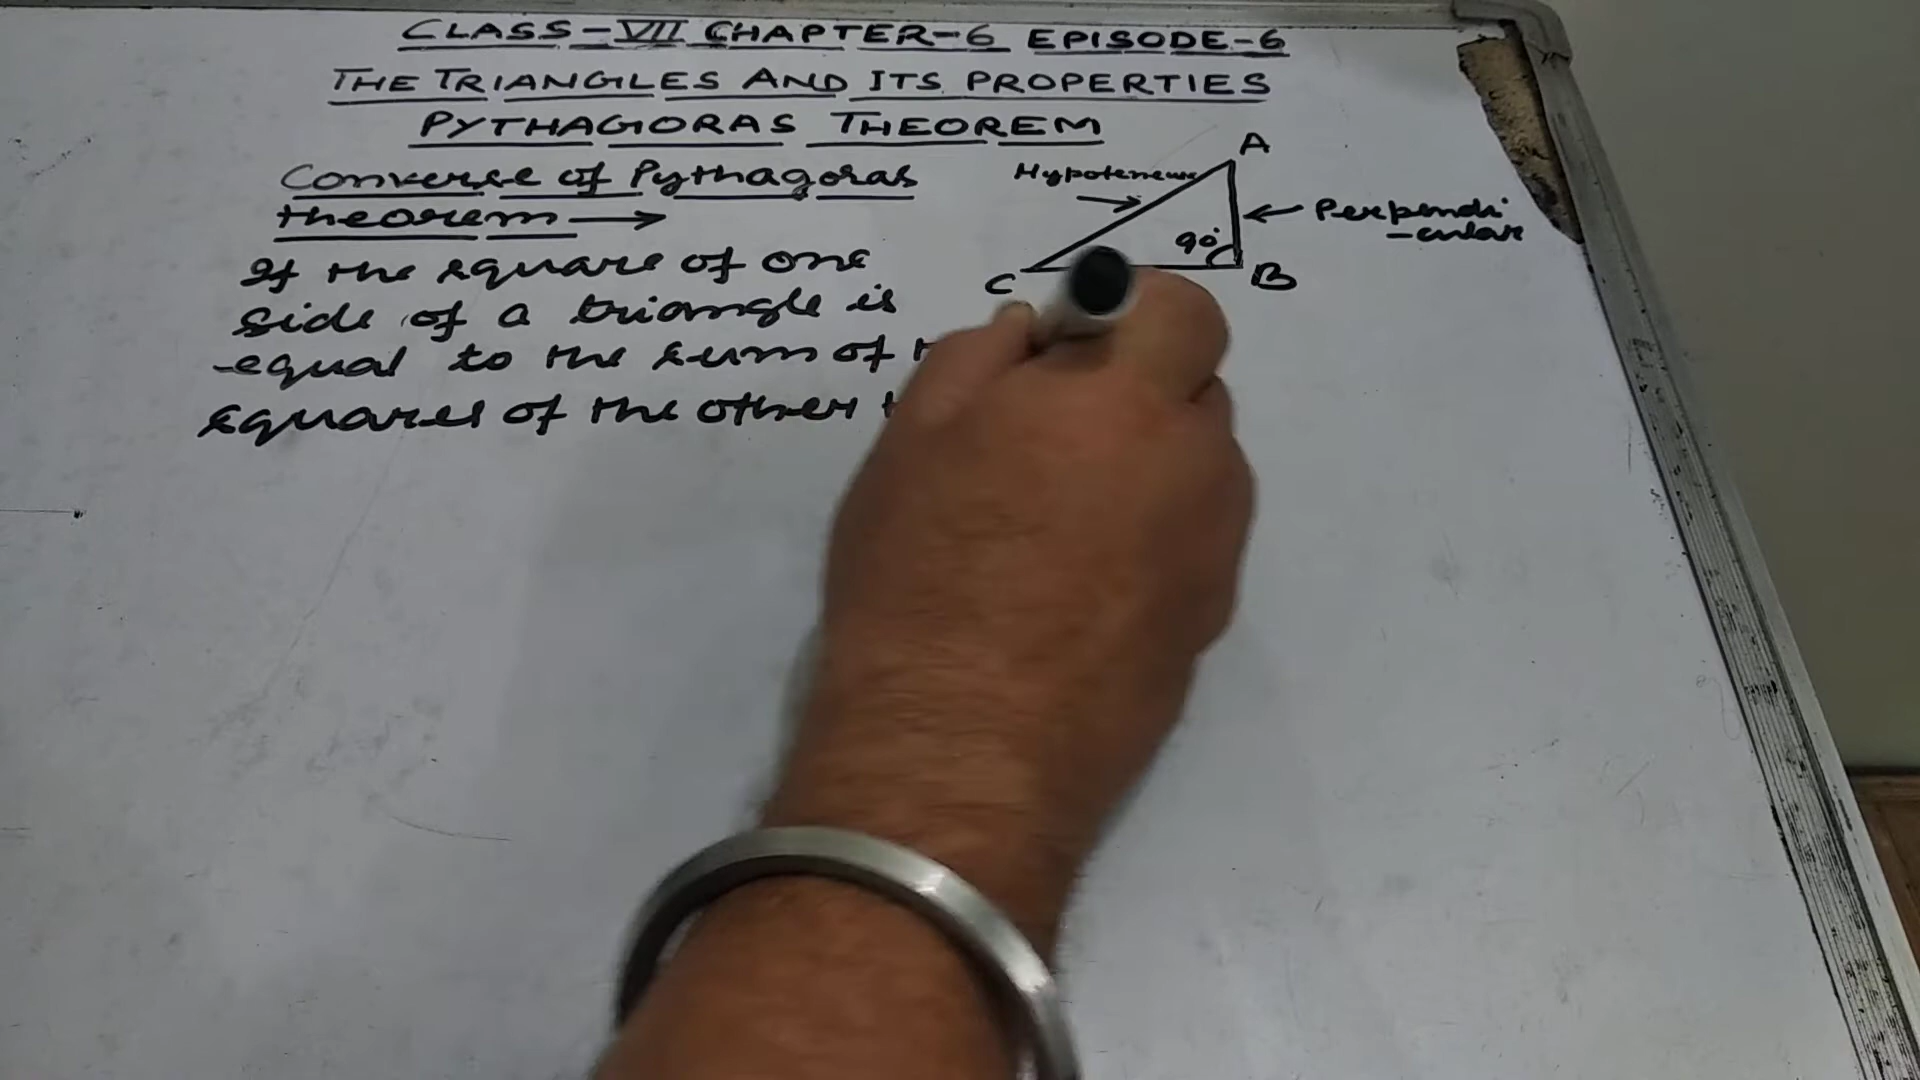 CLASS-VII CHAPTER-6 EPISODE-6
THE TRIANGLES AND ITS PROPERTIES
PYTHAGORAS THEOREM
Converse of Pythagoras
theorem →
If the square of one
side of a triangle is
equal to the sum of
squares of the other
A
Hypotenuse
Perpendi
-cular
90°
C
B